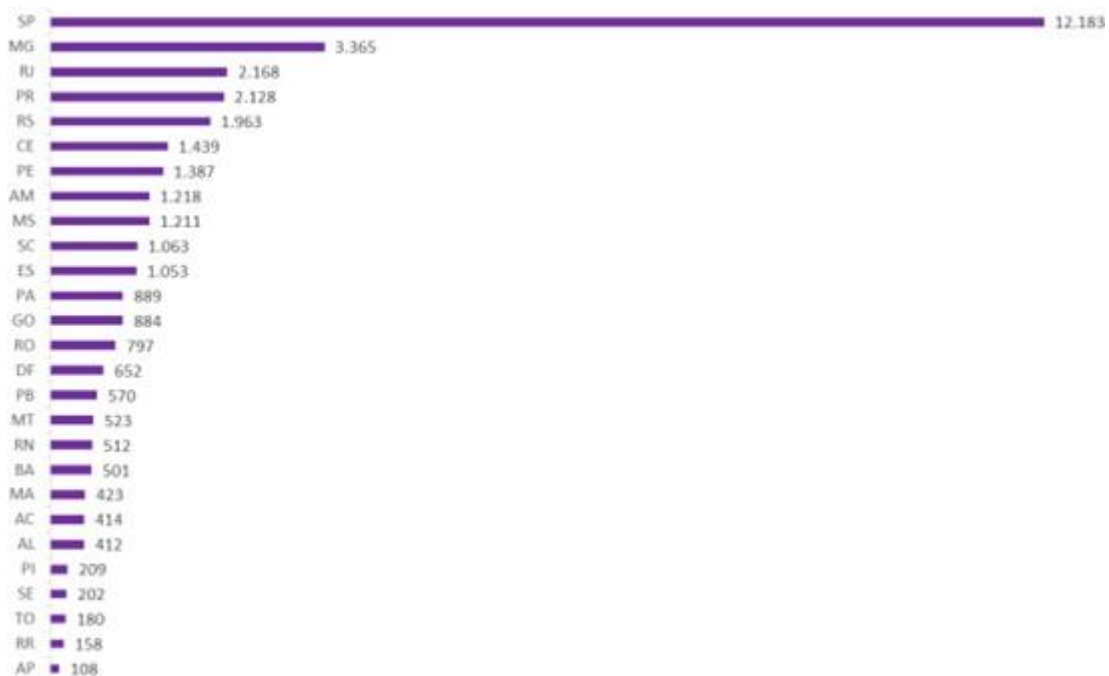 SP 12.183
MG 3.365
RJ 2.168
PR 2.128
RS 1.963
CE 1.439
PE 1.387
AM 1.218
MS 1.211
SC 1.063
ES 1.053
PA 889
GO 884
RO 797
DF 652
PB 570
MT 523
RN 512
BA 501
MA 423
AC 414
AL 412
PI 209
SE 202
TO 180
RR 158
AP 108